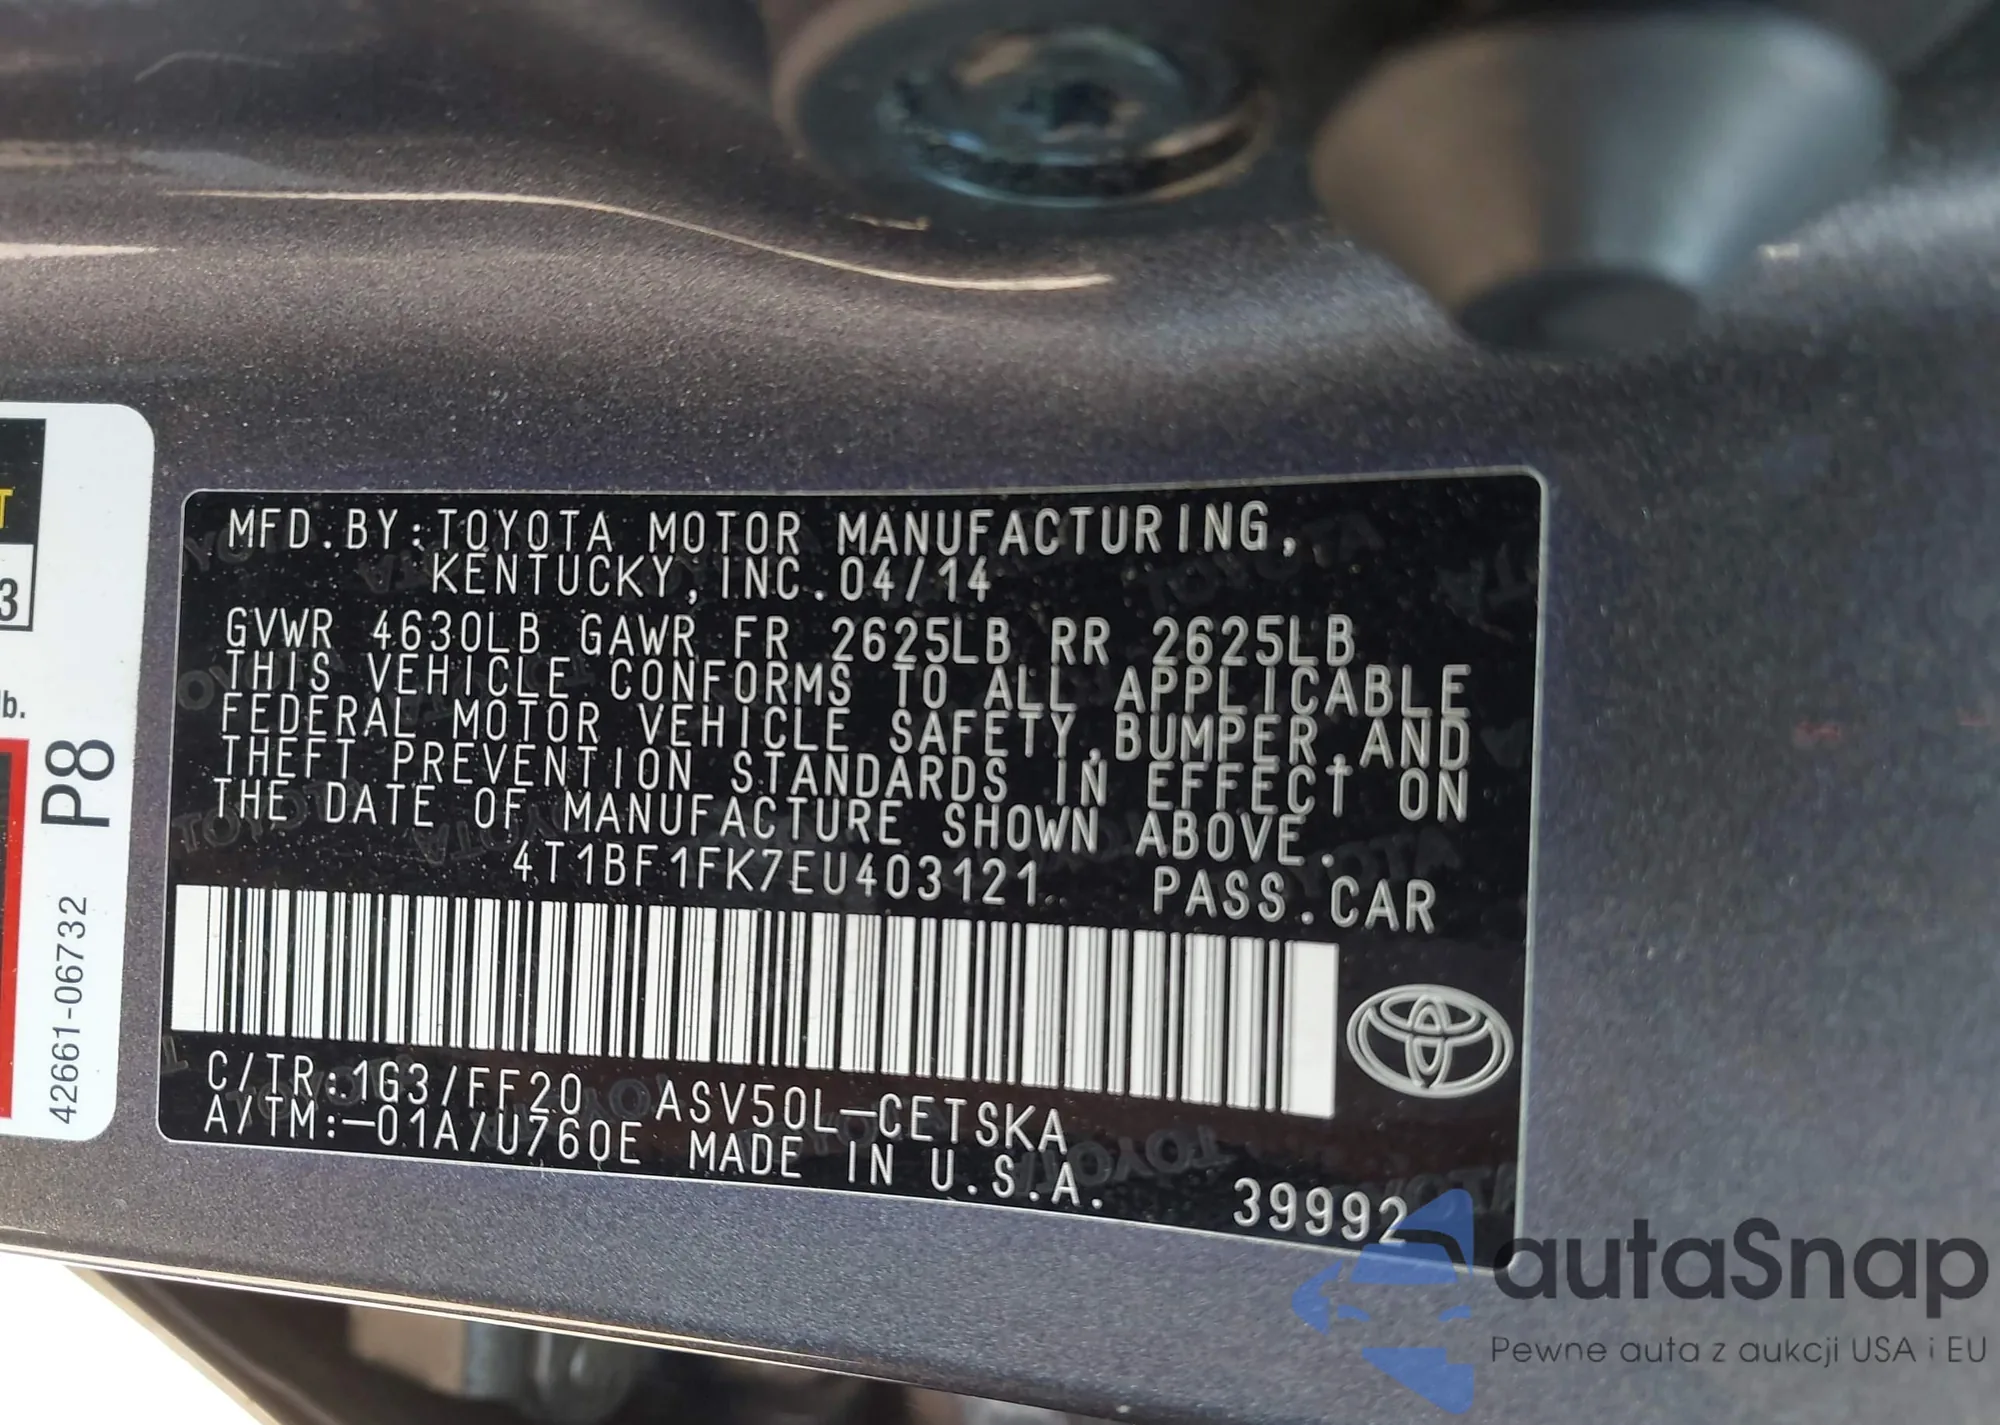 MFD.BY:TOYOTA MOTOR MANUFACTURING,
KENTUCKY,INC.04/14
GVWR 4630LB GAWR FR 2625LB RR 2625LB
THIS VEHICLE CONFORMS TO ALL APPLICABLE
FEDERAL MOTOR VEHICLE SAFETY,BUMPER,AND
THEFT PREVENTION STANDARDS IN EFFECT ON
THE DATE OF MANUFACTURE SHOWN ABOVE.
4T1BF1FK7EU403121 PASS.CAR
C/TR:1G3/FF20 ASV50L-CETSKA
A/TM:-01A/U760E MADE IN U.S.A.
39992
T
3
lb.
P8
42661-06732
autaSnap
Pewne auta z aukcji USA i EU